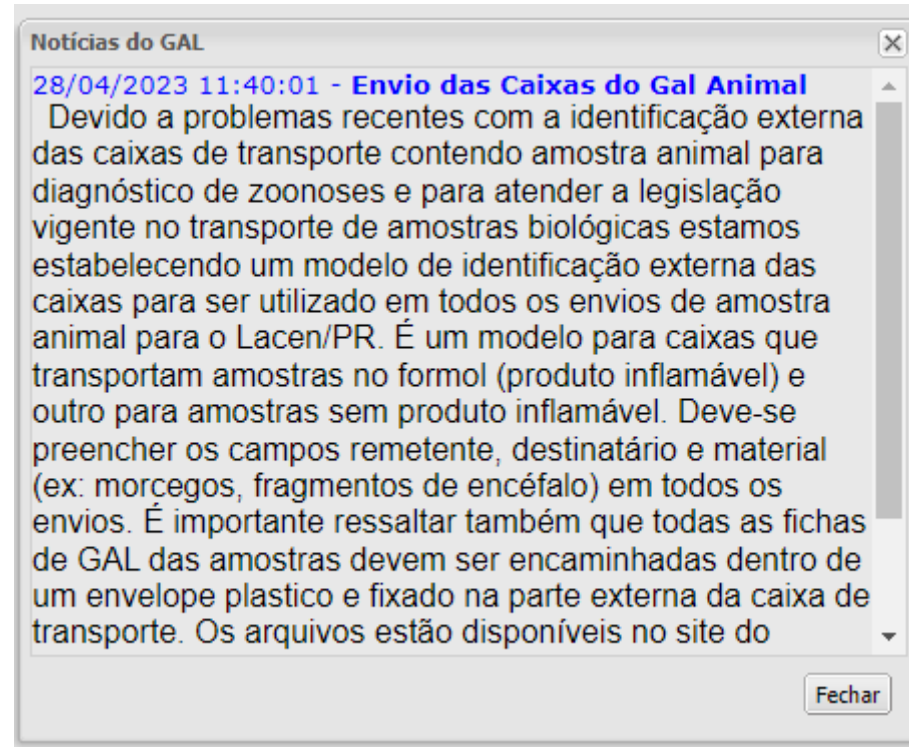 Notícias do GAL
28/04/2023 11:40:01 - Envio das Caixas do Gal Animal
Devido a problemas recentes com a identificação externa
das caixas de transporte contendo amostra animal para
diagnóstico de zoonoses e para atender a legislação
vigente no transporte de amostras biológicas estamos
estabelecendo um modelo de identificação externa das
caixas para ser utilizado em todos os envios de amostra
animal para o Lacen/PR. É um modelo para caixas que
transportam amostras no formol (produto inflamável) e
outro para amostras sem produto inflamável. Deve-se
preencher os campos remetente, destinatário e material
(ex: morcegos, fragmentos de encéfalo) em todos os
envios. É importante ressaltar também que todas as fichas
de GAL das amostras devem ser encaminhadas dentro de
um envelope plastico e fixado na parte externa da caixa de
transporte. Os arquivos estão disponíveis no site do
Fechar